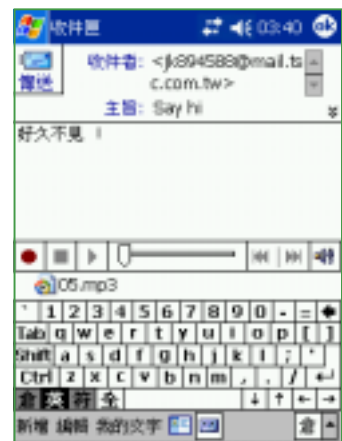 收件匣 03:40 ok
傳送 收件者: <jk894588@mail.ts
c.com.tw>
主旨: Say hi
好久不見
05.mp3
` 1 2 3 4 5 6 7 8 9 0 - =
Tab q w e r t y u i o p [ ]
Shift a s d f g h j k l ; '
Ctrl z x c v b n m , . /
倉 英 符 全
新增 編輯 我的文字 倉